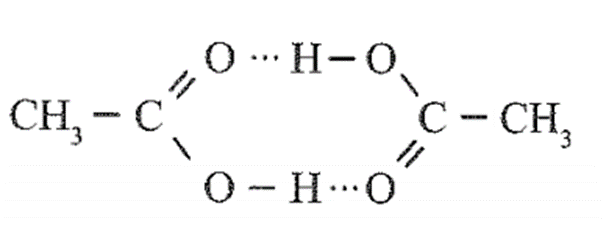 O ··· H – O
CH₃ – C C – CH₃
O – H ··· O